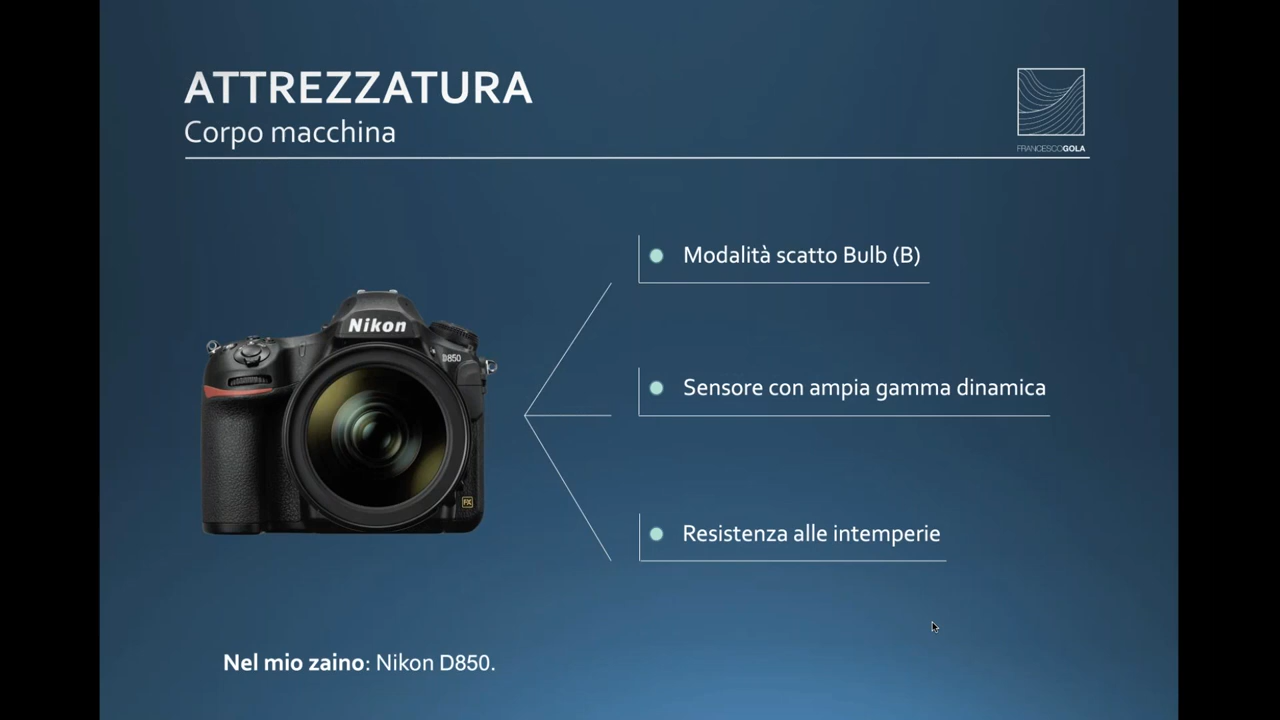 ATTREZZATURA
Corpo macchina
FRANCESCOGOLA
Modalità scatto Bulb (B)
Nikon
D850
Sensore con ampia gamma dinamica
FX
Resistenza alle intemperie
Nel mio zaino: Nikon D850.